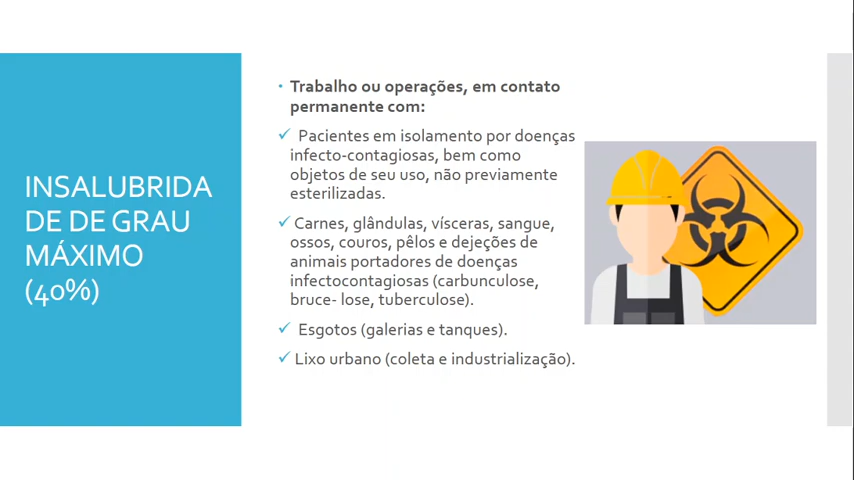 INSALUBRIDA
DE DE GRAU
MÁXIMO
(40%)
• Trabalho ou operações, em contato
permanente com:
✓ Pacientes em isolamento por doenças
infecto-contagiosas, bem como
objetos de seu uso, não previamente
esterilizadas.
✓ Carnes, glândulas, vísceras, sangue,
ossos, couros, pêlos e dejeções de
animais portadores de doenças
infectocontagiosas (carbunculose,
bruce- lose, tuberculose).
✓ Esgotos (galerias e tanques).
✓ Lixo urbano (coleta e industrialização).